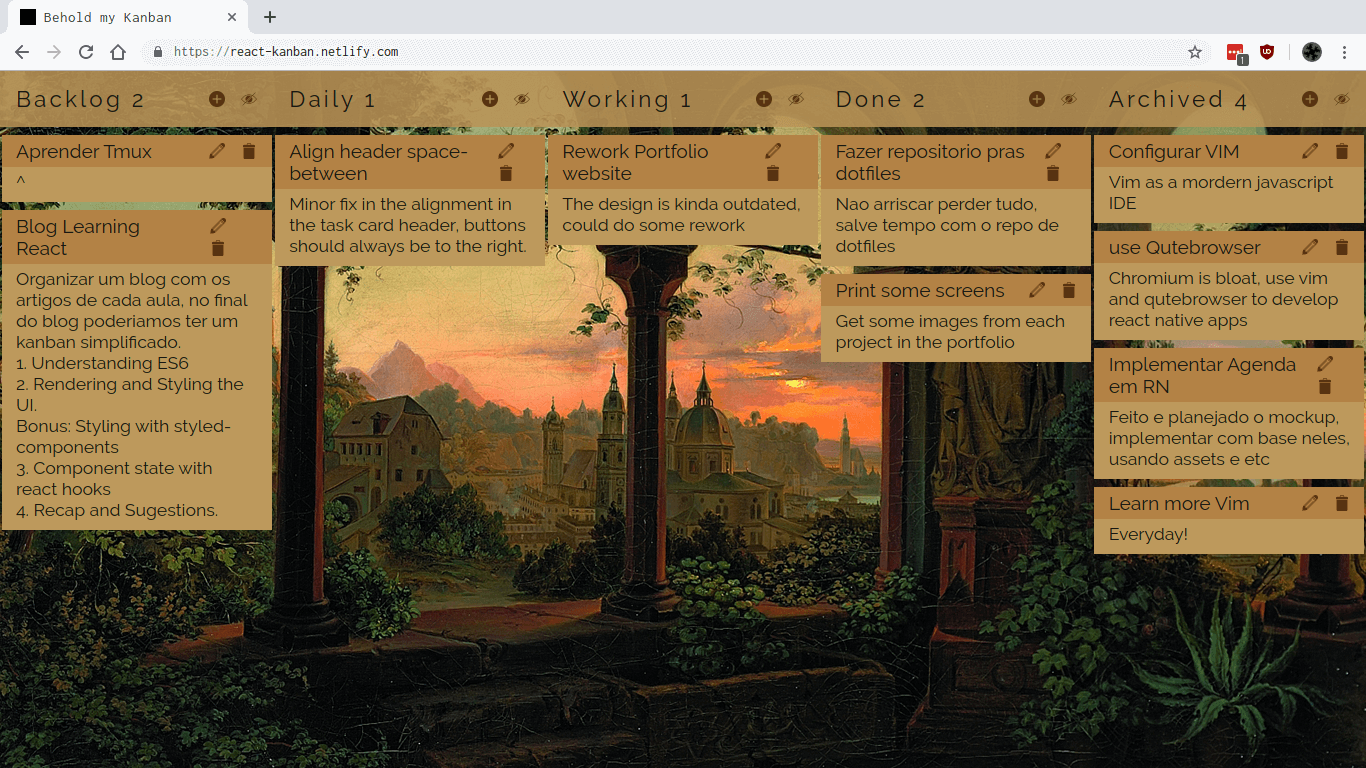 Behold my Kanban
https://react-kanban.netlify.com
1
Backlog 2
Daily 1
Working 1
Done 2
Archived 4
Aprender Tmux
^
Blog Learning
React
Organizar um blog com os
artigos de cada aula, no final
do blog poderiamos ter um
kanban simplificado.
1. Understanding ES6
2. Rendering and Styling the
UI.
Bonus: Styling with styled-
components
3. Component state with
react hooks
4. Recap and Sugestions.
Align header space-
between
Minor fix in the alignment in
the task card header, buttons
should always be to the right.
Rework Portfolio
website
The design is kinda outdated,
could do some rework
Fazer repositorio pras
dotfiles
Nao arriscar perder tudo,
salve tempo com o repo de
dotfiles
Print some screens
Get some images from each
project in the portfolio
Configurar VIM
Vim as a mordern javascript
IDE
use Qutebrowser
Chromium is bloat, use vim
and qutebrowser to develop
react native apps
Implementar Agenda
em RN
Feito e planejado o mockup,
implementar com base neles,
usando assets e etc
Learn more Vim
Everyday!